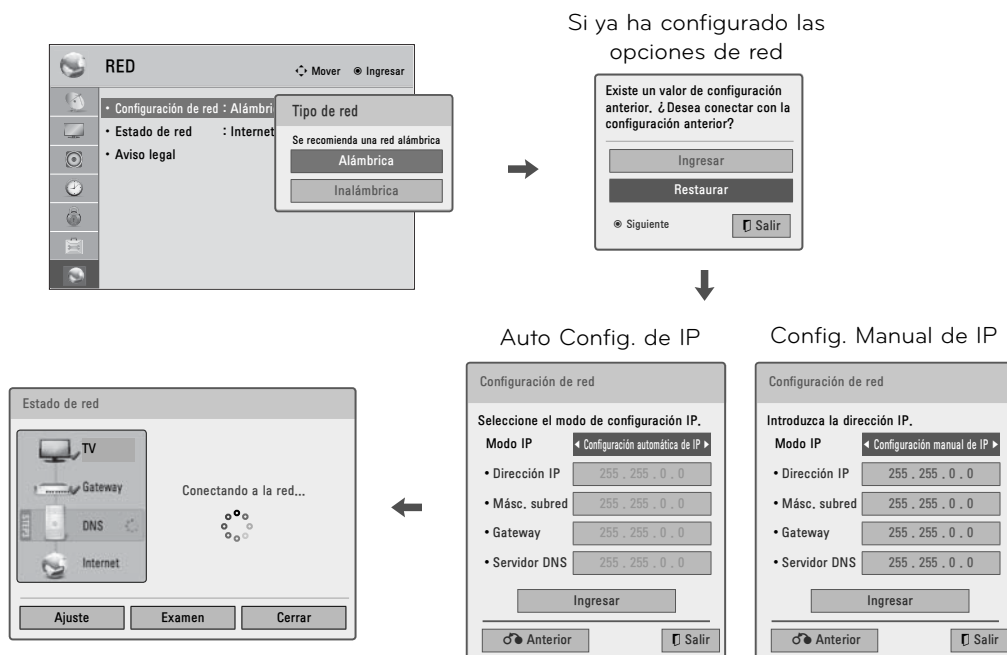 Si ya ha configurado las
opciones de red
RED
Mover ◉ Ingresar
• Configuración de red : Alámbri
• Estado de red : Internet
• Aviso legal
Tipo de red
Se recomienda una red alámbrica
Alámbrica
Inalámbrica
Existe un valor de configuración
anterior. ¿Desea conectar con la
configuración anterior?
Ingresar
Restaurar
◉ Siguiente
Salir
Auto Config. de IP
Configuración de red
Seleccione el modo de configuración IP.
Modo IP ◀ Configuración automática de IP ▶
• Dirección IP 255 . 255 . 0 . 0
• Másc. subred 255 . 255 . 0 . 0
• Gateway 255 . 255 . 0 . 0
• Servidor DNS 255 . 255 . 0 . 0
Ingresar
Anterior
Salir
Config. Manual de IP
Configuración de red
Introduzca la dirección IP.
Modo IP ◀ Configuración manual de IP ▶
• Dirección IP 255 . 255 . 0 . 0
• Másc. subred 255 . 255 . 0 . 0
• Gateway 255 . 255 . 0 . 0
• Servidor DNS 255 . 255 . 0 . 0
Ingresar
Anterior
Salir
Estado de red
TV
Gateway
STEP3
DNS
Internet
Conectando a la red...
Ajuste
Examen
Cerrar